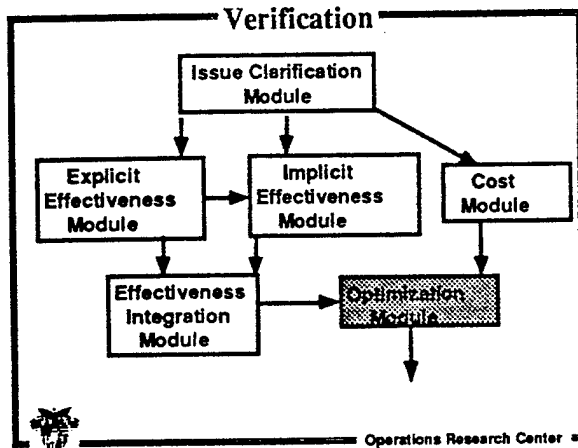 Verification
Issue Clarification
Module
Explicit
Effectiveness
Module
Implicit
Effectiveness
Module
Cost
Module
Effectiveness
Integration
Module
Optimization
Module
Operations Research Center